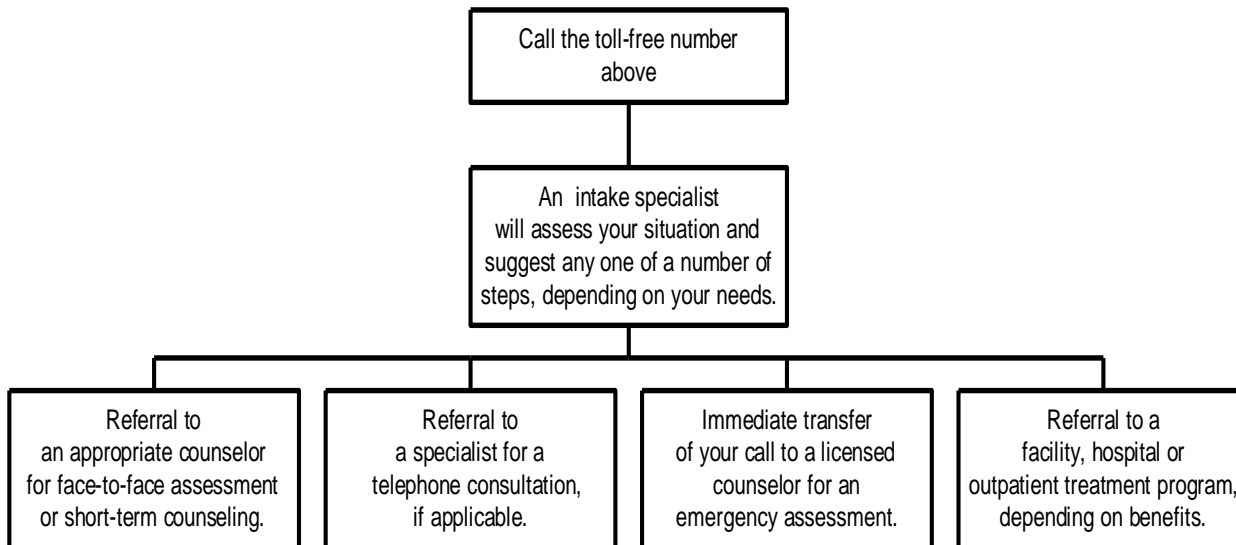 Call the toll-free number
above
An intake specialist
will assess your situation and
suggest any one of a number of
steps, depending on your needs.
Referral to
an appropriate counselor
for face-to-face assessment
or short-term counseling.
Referral to
a specialist for a
telephone consultation,
if applicable.
Immediate transfer
of your call to a licensed
counselor for an
emergency assessment.
Referral to a
facility, hospital or
outpatient treatment program,
depending on benefits.